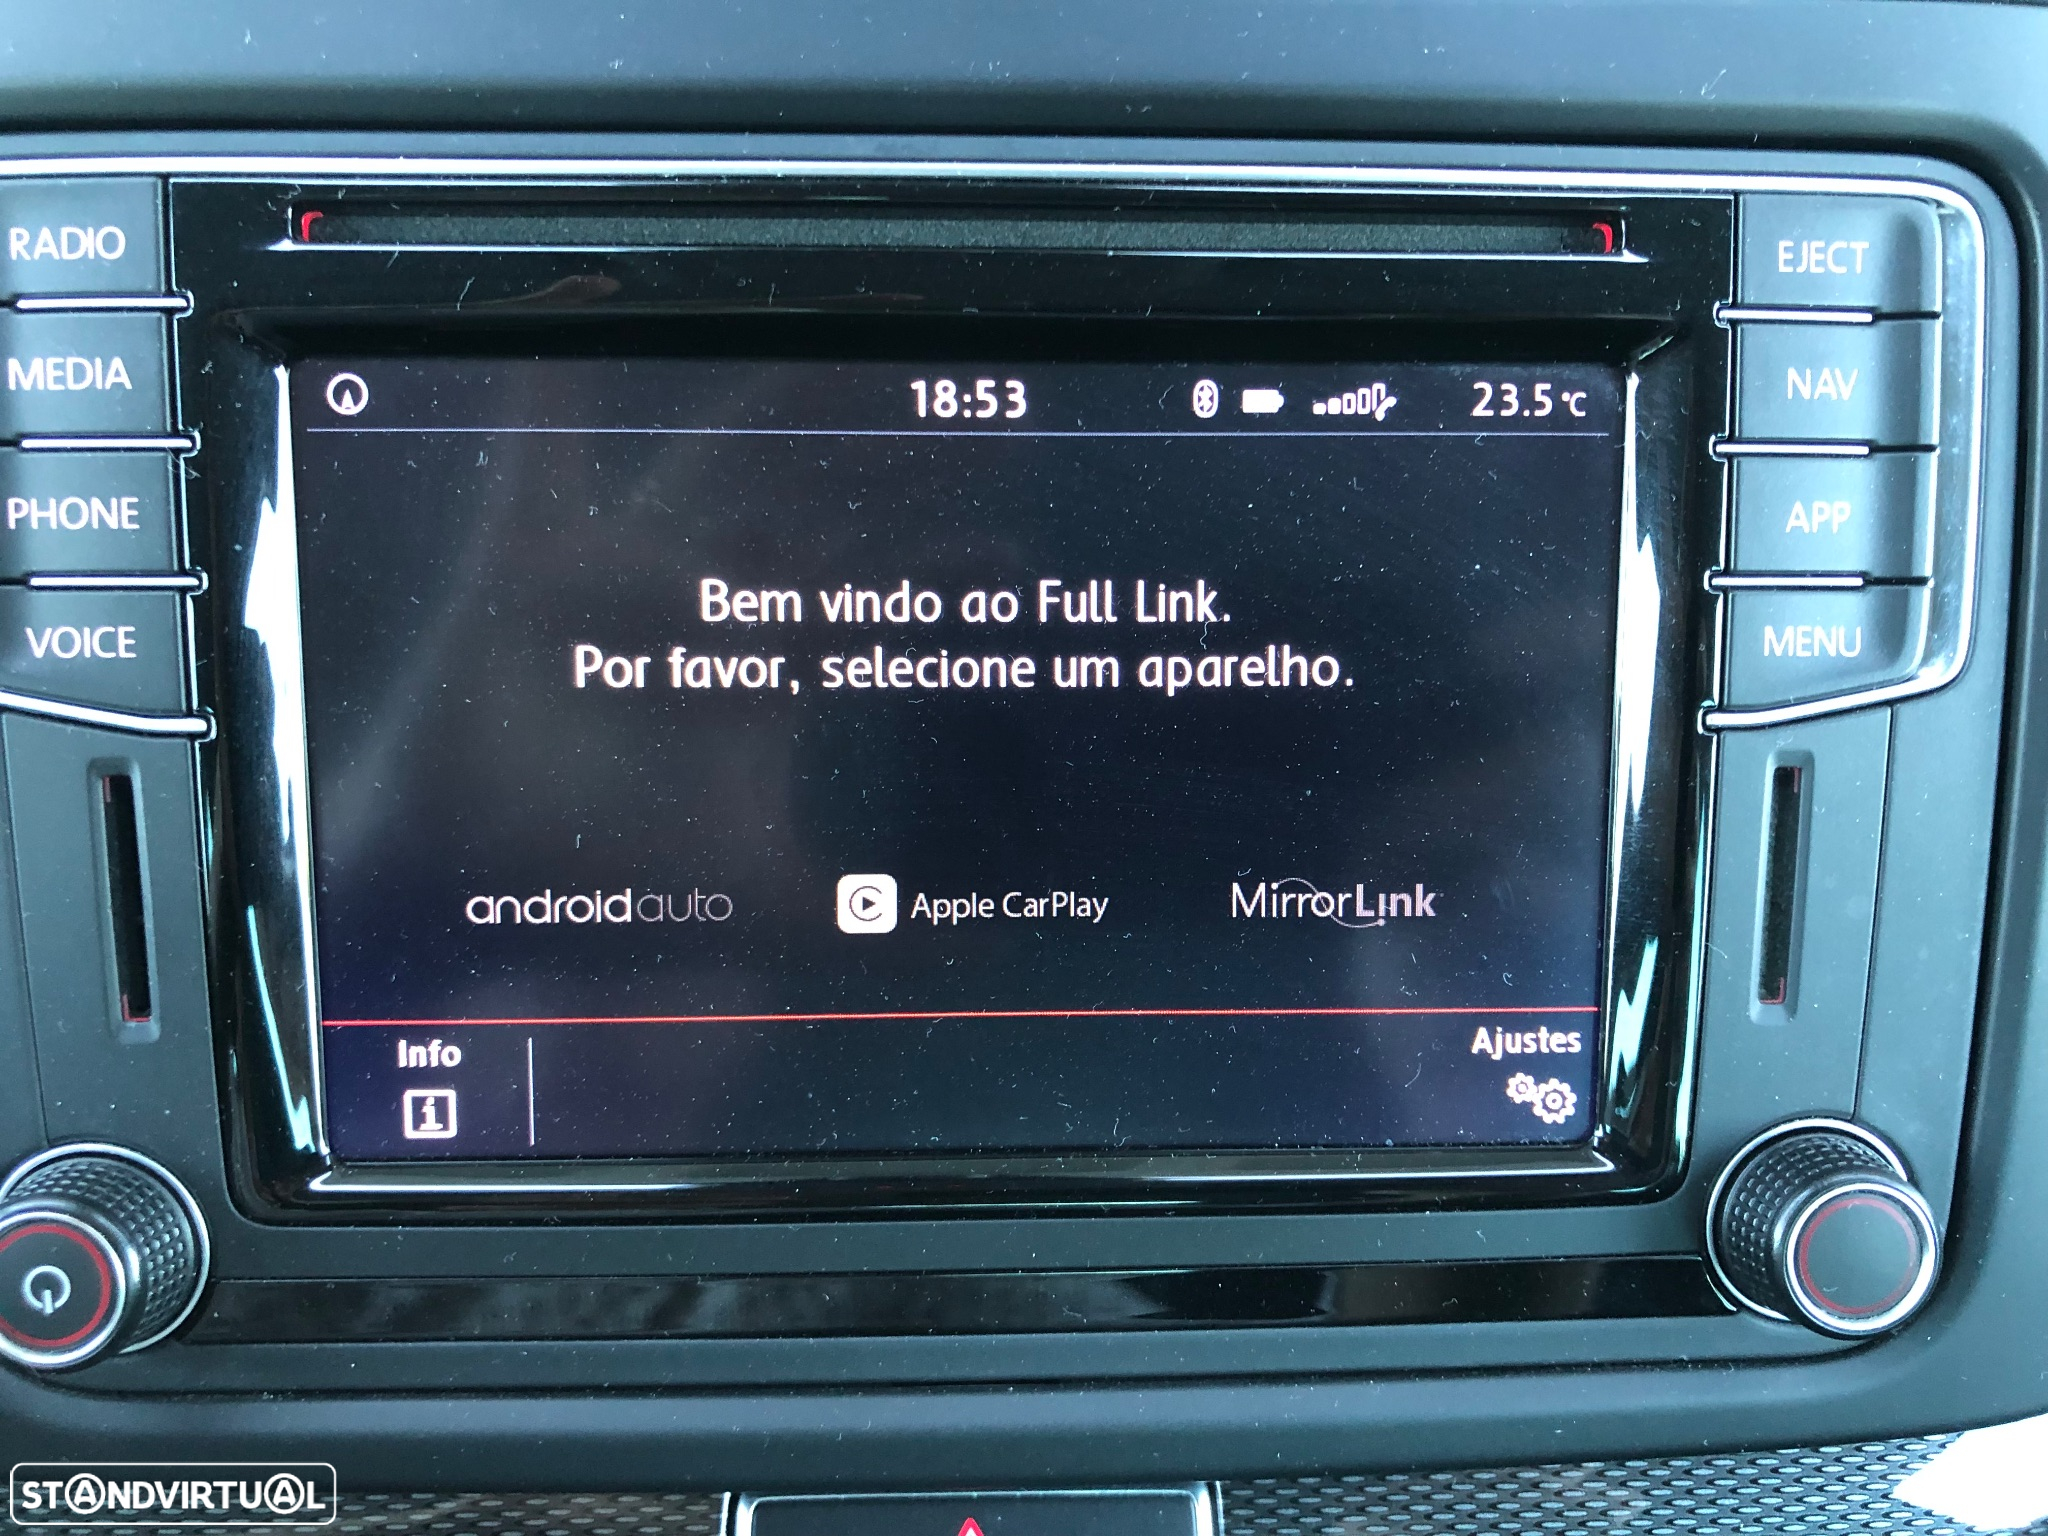 RADIO
MEDIA
PHONE
VOICE
EJECT
NAV
APP
MENU
18:53
23.5°C
Bem vindo ao Full Link.
Por favor, selecione um aparelho.
androidauto
Apple CarPlay
MirrorLink
Info
Ajustes
STANDVIRTUAL